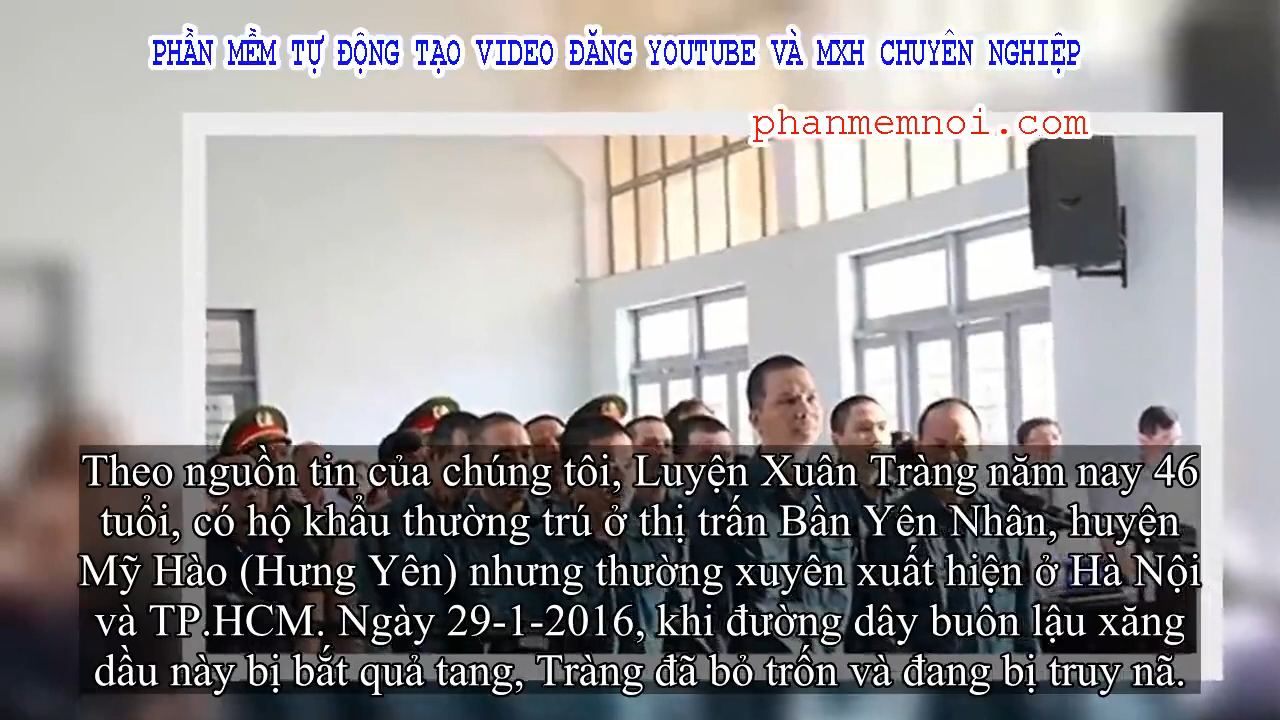 PHẦN MỀM TỰ ĐỘNG TẠO VIDEO ĐĂNG YOUTUBE VÀ MXH CHUYÊN NGHIỆP
phanmemnoi.com
Theo nguồn tin của chúng tôi, Luyện Xuân Tràng năm nay 46
tuổi, có hộ khẩu thường trú ở thị trấn Bần Yên Nhân, huyện
Mỹ Hào (Hưng Yên) nhưng thường xuyên xuất hiện ở Hà Nội
và TP.HCM. Ngày 29-1-2016, khi đường dây buôn lậu xăng
dầu này bị bắt quả tang, Tràng đã bỏ trốn và đang bị truy nã.